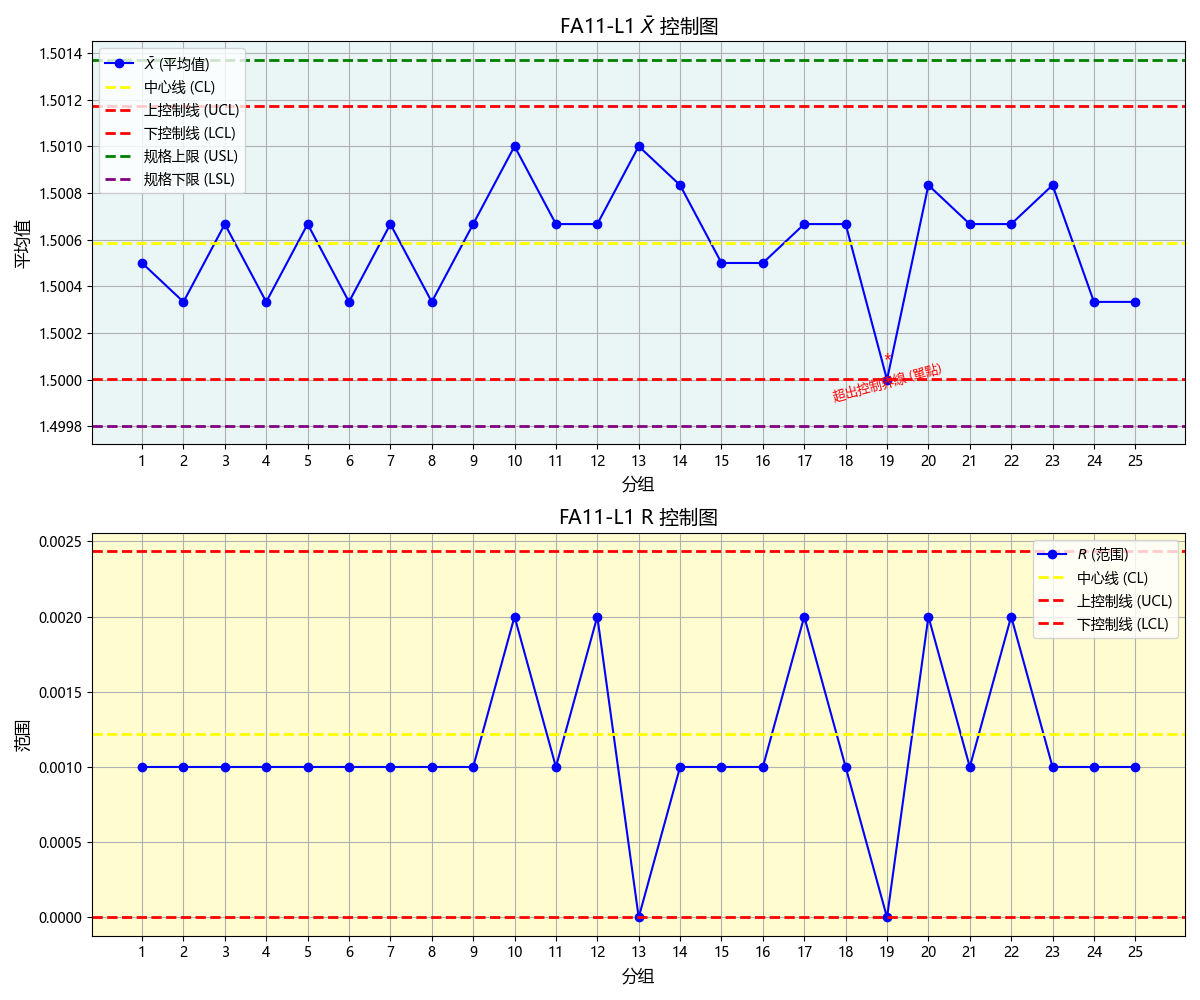 FA11-L1 X̄ 控制图
X̄ (平均值)
中心线 (CL)
上控制线 (UCL)
下控制线 (LCL)
规格上限 (USL)
规格下限 (LSL)
平均值
1.5014
1.5012
1.5010
1.5008
1.5006
1.5004
1.5002
1.5000
1.4998
*
超出控制界線 (單點)
1 2 3 4 5 6 7 8 9 10 11 12 13 14 15 16 17 18 19 20 21 22 23 24 25
分组
FA11-L1 R 控制图
R (范围)
中心线 (CL)
上控制线 (UCL)
下控制线 (LCL)
范围
0.0025
0.0020
0.0015
0.0010
0.0005
0.0000
1 2 3 4 5 6 7 8 9 10 11 12 13 14 15 16 17 18 19 20 21 22 23 24 25
分组